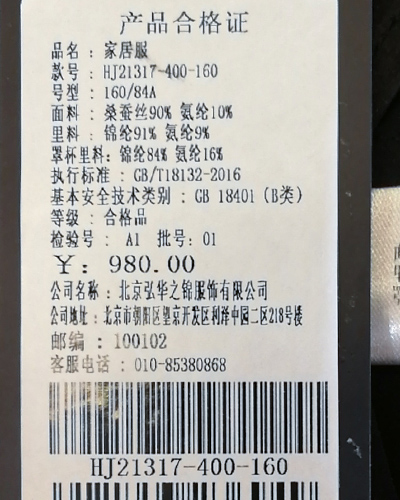 产品合格证
品名：家居服
款号：HJ21317-400-160
号型：160/84A
面料：桑蚕丝90% 氨纶10%
里料：锦纶91% 氨纶9%
罩杯里料：锦纶84% 氨纶16%
执行标准：GB/T18132-2016
基本安全技术类别：GB 18401（B类）
等级：合格品
检验号：A1 批号：01
￥：980.00
公司名称：北京弘华之锦服饰有限公司
公司地址：北京市朝阳区望京开发区利泽中园二区218号楼
邮编：100102
客服电话：010-85380868
HJ21317-400-160